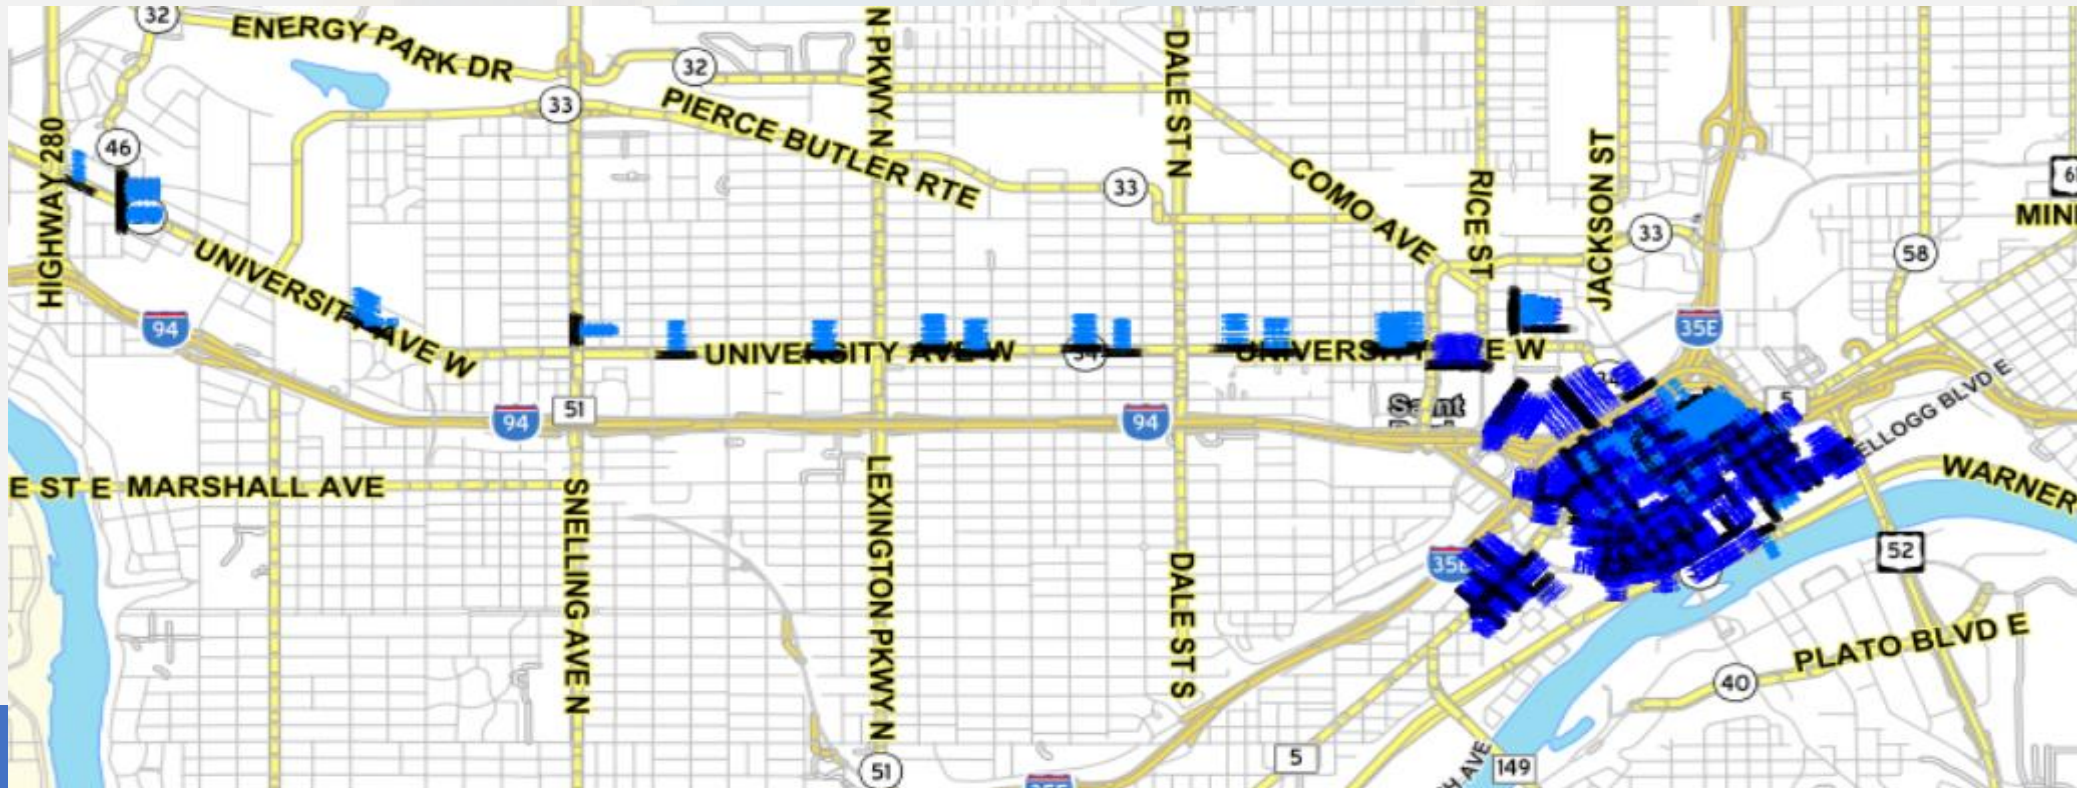 32
ENERGY PARK DR
N PKWY N
DALE ST N
32
33
PIERCE BUTLER RTE
HIGHWAY 280
46
33
COMO AVE
RICE ST
JACKSON ST
33
58
UNIVERSITY AVE W
94
35E
UNIVERSITY AVE W
E W
51
94
94
Saint
5
ELLOGG BLVD E
E ST E
MARSHALL AVE
SNELLING AVE N
LEXINGTON PKWY N
DALE ST S
WARNER
52
PLATO BLVD E
40
5
149
51